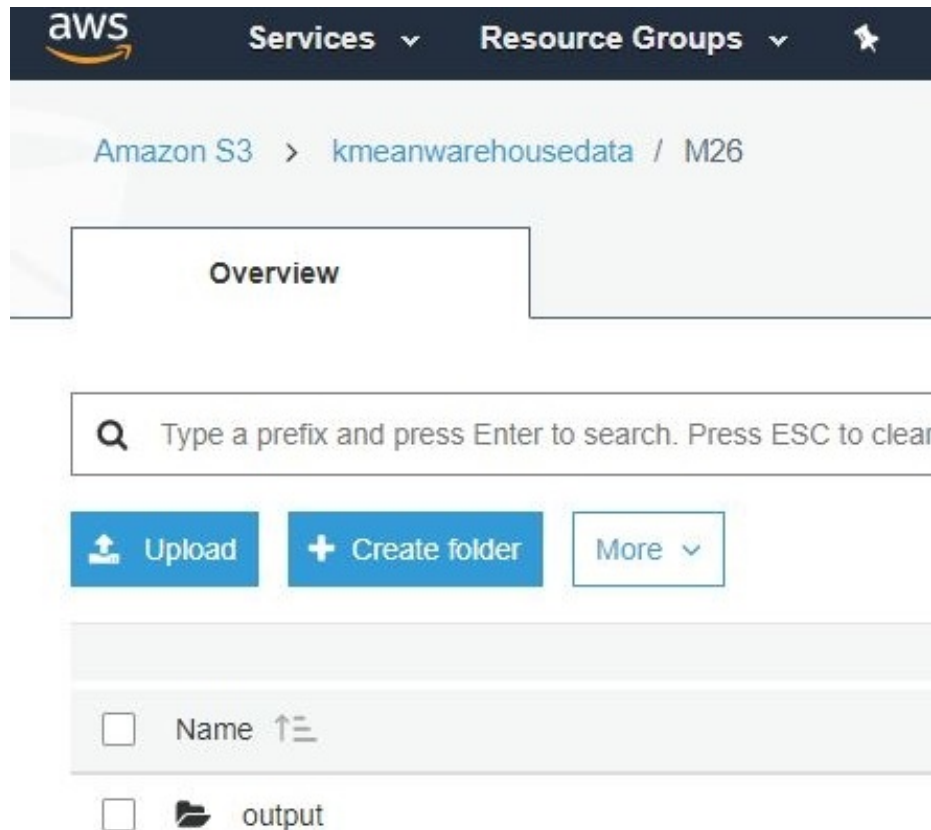 aws Services Resource Groups
Amazon S3 > kmeanwarehousedata / M26
Overview
Type a prefix and press Enter to search. Press ESC to clear
Upload + Create folder More
Name
output